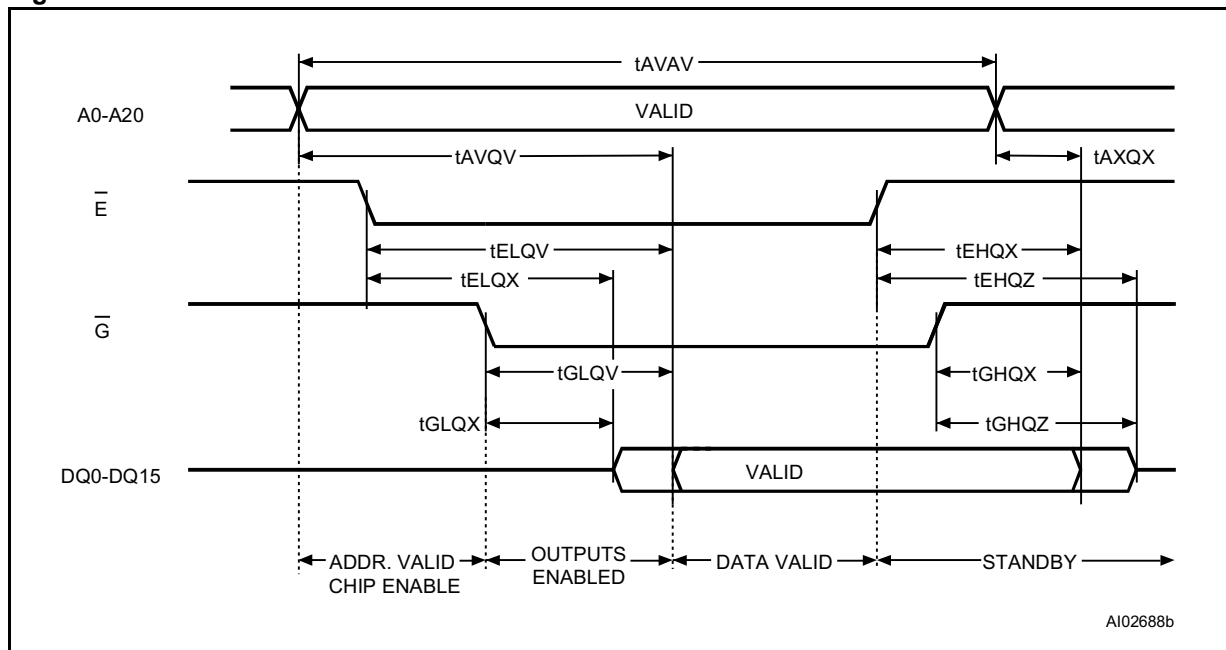 tAVAV
A0-A20
VALID
tAVQV
tAXQX
E
tELQV
tEHQX
tELQX
tEHQZ
G
tGLQV
tGHQX
tGLQX
tGHQZ
DQ0-DQ15
VALID
ADDR. VALID
CHIP ENABLE
OUTPUTS
ENABLED
DATA VALID
STANDBY
AI02688b